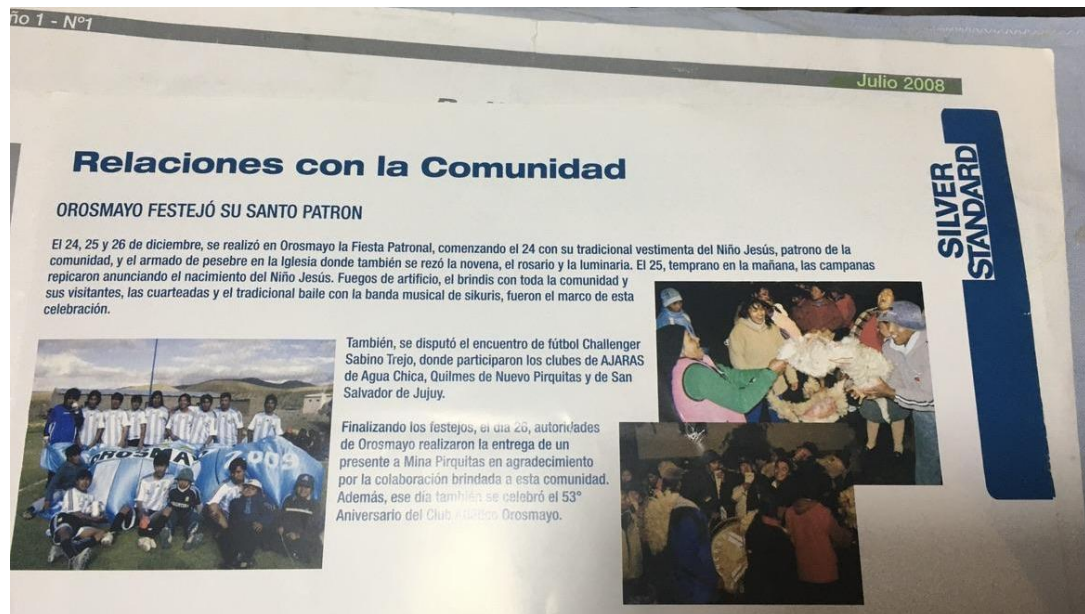 ño 1 - Nº1
Julio 2008
SILVER
STANDARD
Relaciones con la Comunidad
OROSMAYO FESTEJÓ SU SANTO PATRON
El 24, 25 y 26 de diciembre, se realizó en Orosmayo la Fiesta Patronal, comenzando el 24 con su tradicional vestimenta del Niño Jesús, patrono de la
comunidad, y el armado de pesebre en la Iglesia donde también se rezó la novena, el rosario y la luminaria. El 25, temprano en la mañana, las campanas
repicaron anunciando el nacimiento del Niño Jesús. Fuegos de artificio, el brindis con toda la comunidad y
sus visitantes, las cuarteadas y el tradicional baile con la banda musical de sikuris, fueron el marco de esta
celebración.
También, se disputó el encuentro de fútbol Challenger
Sabino Trejo, donde participaron los clubes de AJARAS
de Agua Chica, Quilmes de Nuevo Pirquitas y de San
Salvador de Jujuy.
Finalizando los festejos, el día 26, autoridades
de Orosmayo realizaron la entrega de un
presente a Mina Pirquitas en agradecimiento
por la colaboración brindada a esta comunidad.
Además, ese día también se celebró el 53°
Aniversario del Club Orosmayo.
OROSMAYO 2009